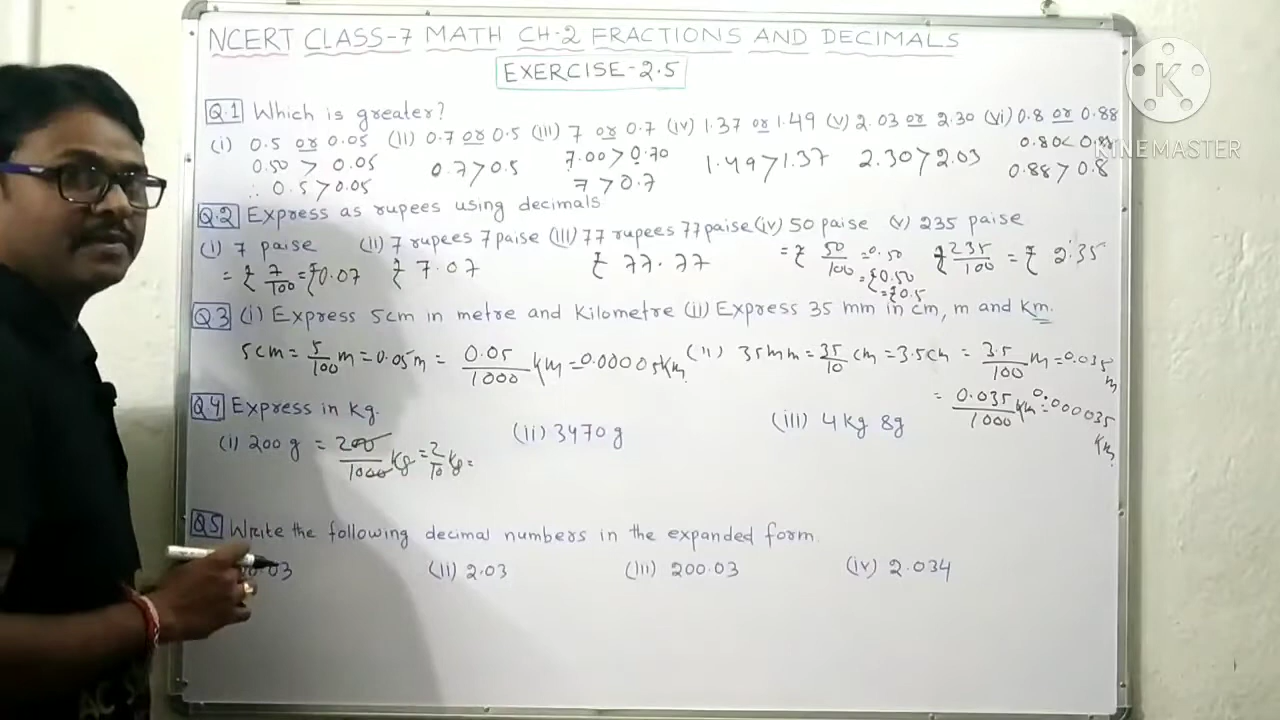 NCERT CLASS-7 MATH CH-2 FRACTIONS AND DECIMALS
EXERCISE-2.5
K
KINEMASTER
Q.1 Which is greater?
(i) 0.5 or 0.05 (ii) 0.7 or 0.5 (iii) 7 or 0.7 (iv) 1.37 or 1.49 (v) 2.03 or 2.30 (vi) 0.8 or 0.88
0.50 > 0.05 0.7>0.5 7.00>0.70 1.49>1.37 2.30>2.03 0.80<0.88
∴ 0.5>0.05 7>0.7 0.88>0.8
Q.2 Express as rupees using decimals
(i) 7 paise (ii) 7 rupees 7 paise (iii) 77 rupees 77 paise (iv) 50 paise (v) 235 paise
= ₹ 7/100 = ₹0.07 ₹ 7.07 ₹ 77.77 = ₹ 50/100 = 0.50 ₹ 235/100 = ₹ 2.35
= ₹0.50
= ₹0.5
Q.3 (i) Express 5cm in metre and Kilometre (ii) Express 35 mm in cm, m and km.
5cm = 5/100 m = 0.05m = 0.05/1000 km = 0.00005km (ii) 35mm = 35/10 cm = 3.5cm = 3.5/100 m = 0.035 m
= 0.035/1000 km = 0.000035 km
Q.4 Express in kg.
(i) 200 g = 200/1000 kg = 2/10 kg = (ii) 3470 g (iii) 4 kg 8g
Q5 Write the following decimal numbers in the expanded form.
.03 (ii) 2.03 (iii) 200.03 (iv) 2.034